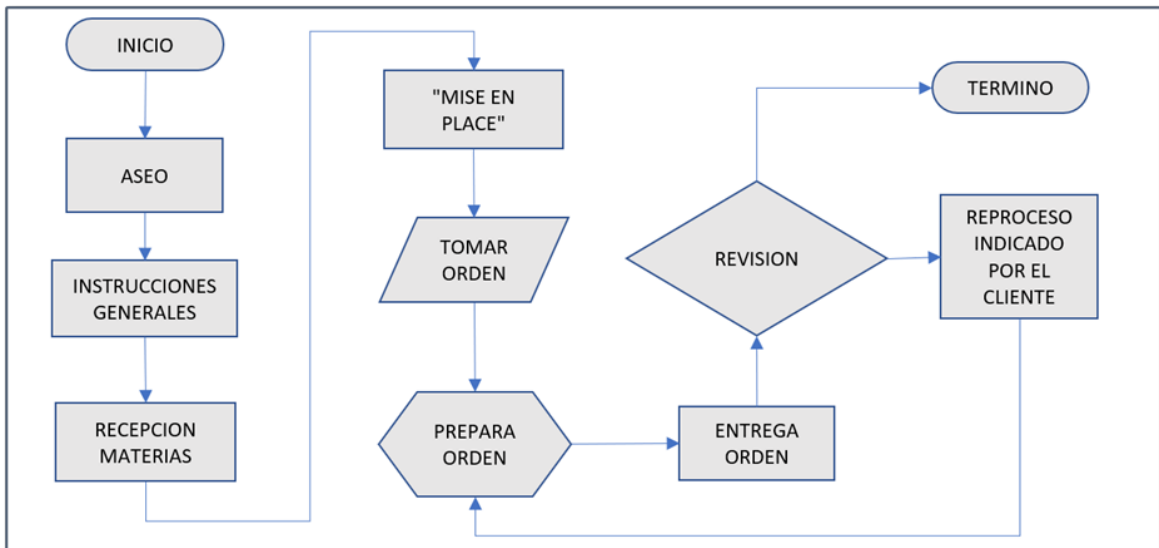 INICIO
ASEO
INSTRUCCIONES
GENERALES
RECEPCION
MATERIAS
"MISE EN
PLACE"
TOMAR
ORDEN
PREPARA
ORDEN
ENTREGA
ORDEN
REVISION
TERMINO
REPROCESO
INDICADO
POR EL
CLIENTE